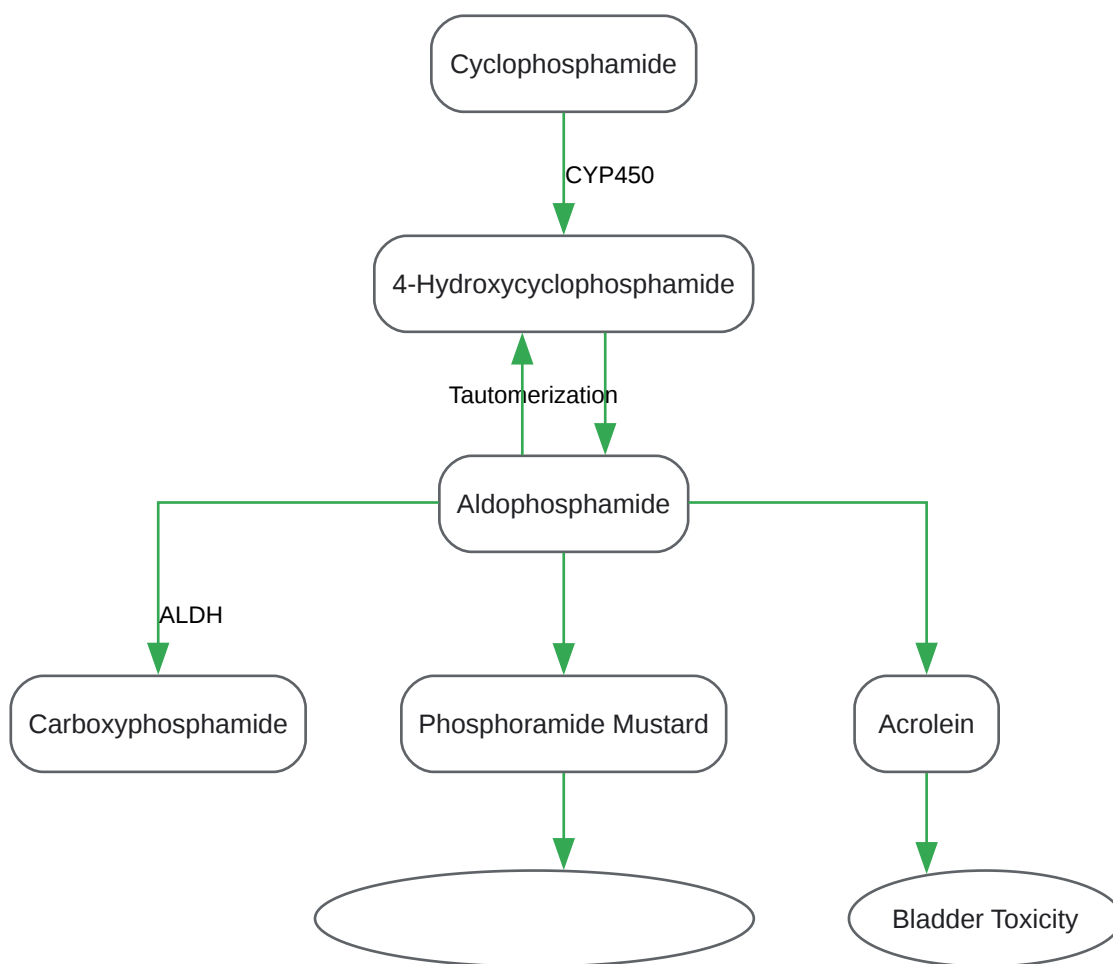 Cyclophosphamide
CYP450
4-Hydroxycyclophosphamide
Tautomerization
Aldophosphamide
ALDH
Carboxyphosphamide
Phosphoramide Mustard
Acrolein
Bladder Toxicity